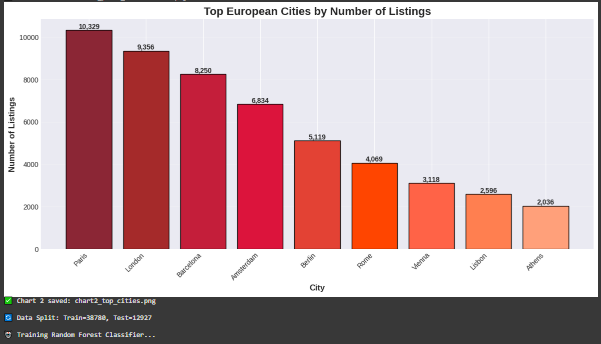 Top European Cities by Number of Listings
10,329
9,356
8,250
6,834
5,119
4,069
3,118
2,596
2,036
10000
8000
6000
4000
2000
0
Number of Listings
Paris
London
Barcelona
Amsterdam
Berlin
Rome
Vienna
Lisbon
Athens
City
Chart 2 saved: chart2_top_cities.png
Data Split: Train=38780, Test=12927
Training Random Forest Classifier...